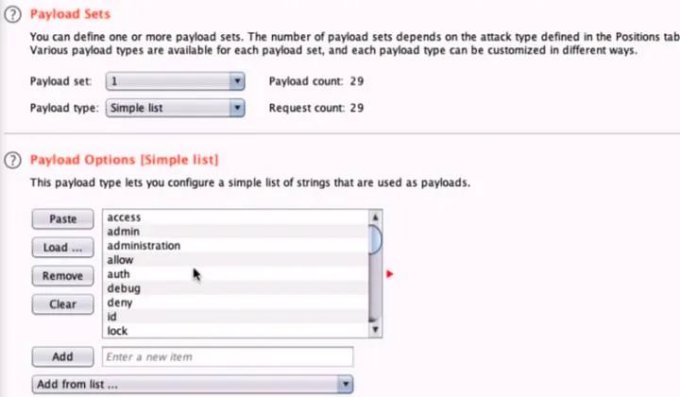 Payload Sets
You can define one or more payload sets. The number of payload sets depends on the attack type defined in the Positions tab
Various payload types are available for each payload set, and each payload type can be customized in different ways.
Payload set: 1 Payload count: 29
Payload type: Simple list Request count: 29
Payload Options [Simple list]
This payload type lets you configure a simple list of strings that are used as payloads.
Paste
Load ...
Remove
Clear
access
admin
administration
allow
auth
debug
deny
id
lock
Add Enter a new item
Add from list ...